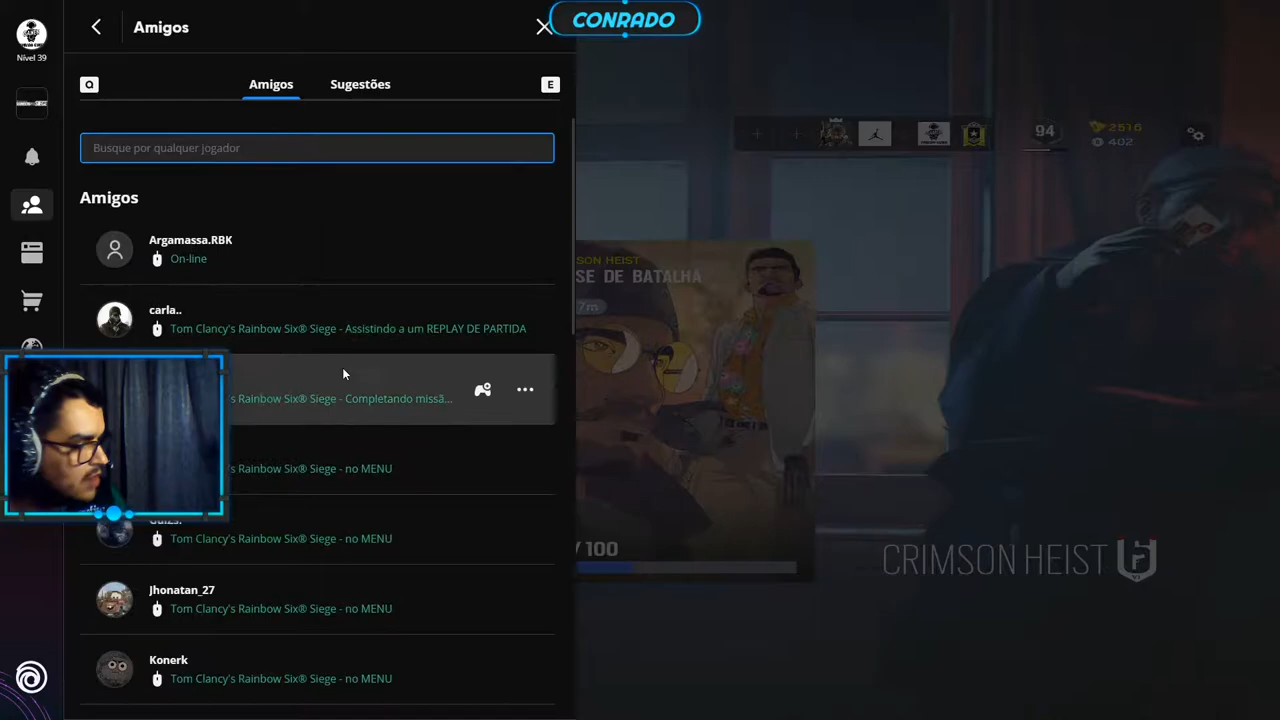 CONRADO
Amigos
Nível 39
Q
Amigos
Sugestões
E
Busque por qualquer jogador
Amigos
Argamassa.RBK
On-line
carla..
Tom Clancy's Rainbow Six® Siege - Assistindo a um REPLAY DE PARTIDA
s Rainbow Six® Siege - Completando missã...
s Rainbow Six® Siege - no MENU
Tom Clancy's Rainbow Six® Siege - no MENU
Jhonatan_27
Tom Clancy's Rainbow Six® Siege - no MENU
Konerk
Tom Clancy's Rainbow Six® Siege - no MENU
94
2516
402
SON HEIST
SE DE BATALHA
7m
/100
CRIMSON HEIST